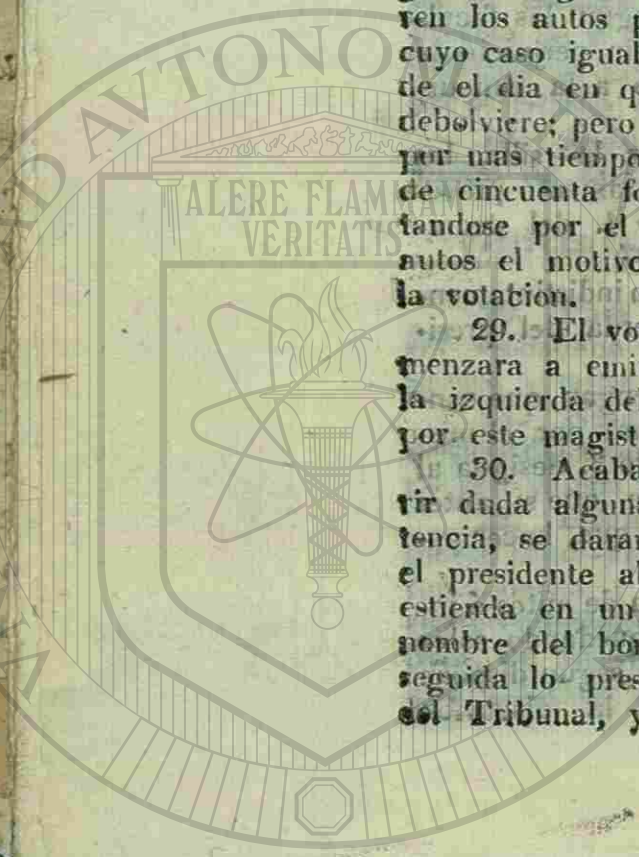 ren los autos
cuyo caso igual
de el dia en q
debolviere; pero
por mas tiempo
de cincuenta fo
tandose por el
autos el motivo
la votacion.
29. El vo
menzara a emi
la izquierda de
por este magist
30. Acaba
rir duda alguna
tencia, se daran
el presidente al
estienda en un
nombre del bor
seguida lo pres
del Tribunal, y
AVTONO
ALERE FLAMMAM
VERITATIS